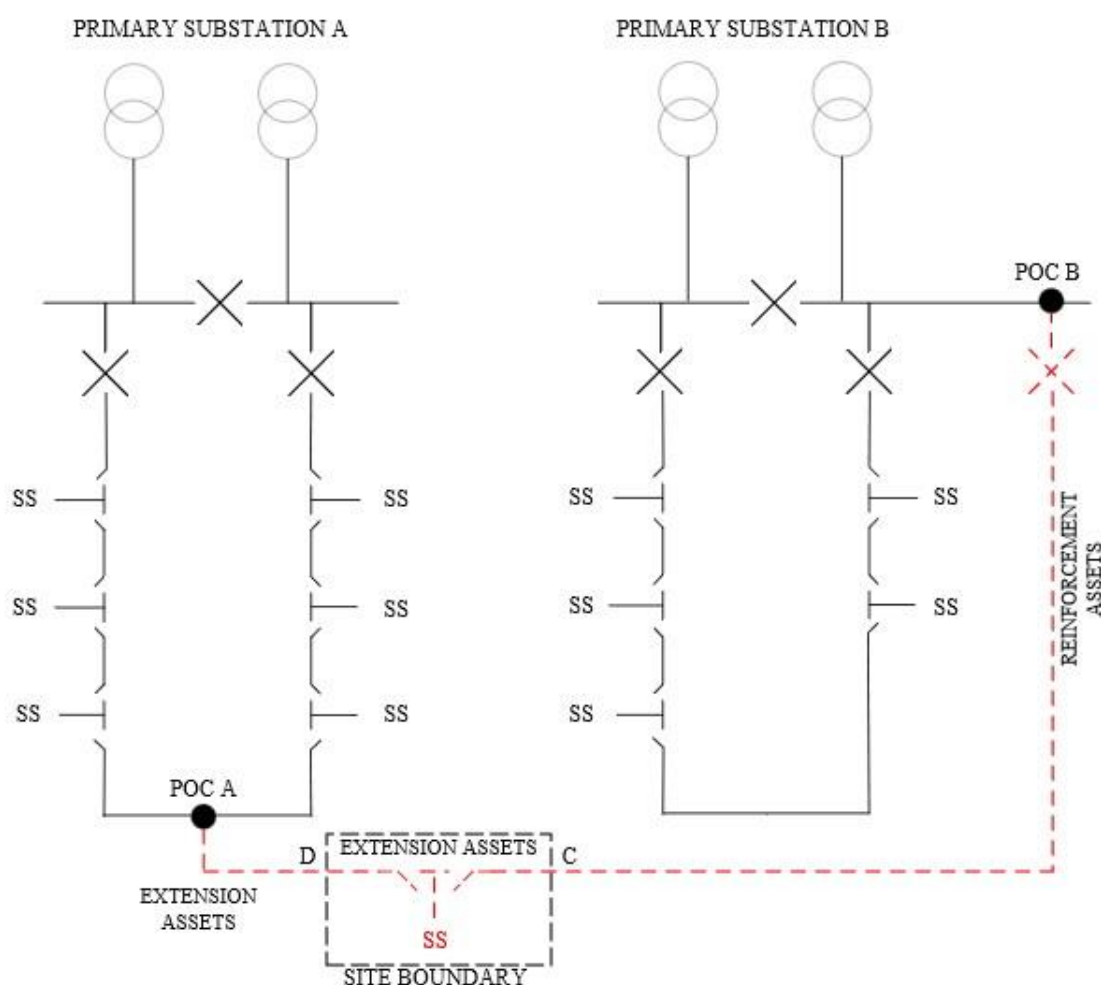 PRIMARY SUBSTATION A
PRIMARY SUBSTATION B
POC B
SS
SS
SS
SS
SS
SS
SS
SS
SS
SS
SS
REINFORCEMENT
ASSETS
POC A
D
EXTENSION ASSETS
C
EXTENSION
ASSETS
SS
SITE BOUNDARY